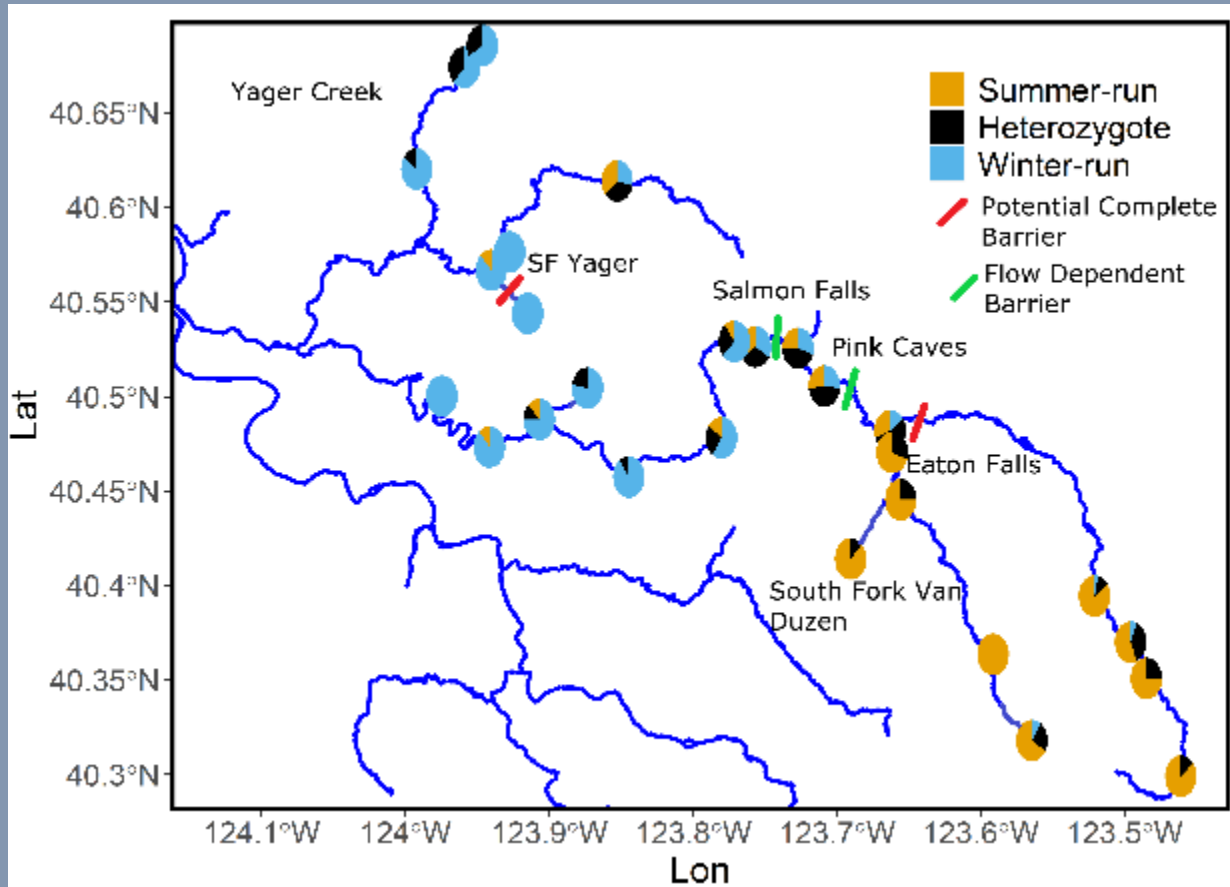 Yager Creek
Summer-run
Heterozygote
Winter-run
Potential Complete
Barrier
Flow Dependent
Barrier
SF Yager
Salmon Falls
Pink Caves
Eaton Falls
South Fork Van
Duzen
40.65°N
40.6°N
40.55°N
40.5°N
40.45°N
40.4°N
40.35°N
40.3°N
Lat
124.1°W 124°W 123.9°W 123.8°W 123.7°W 123.6°W 123.5°W
Lon